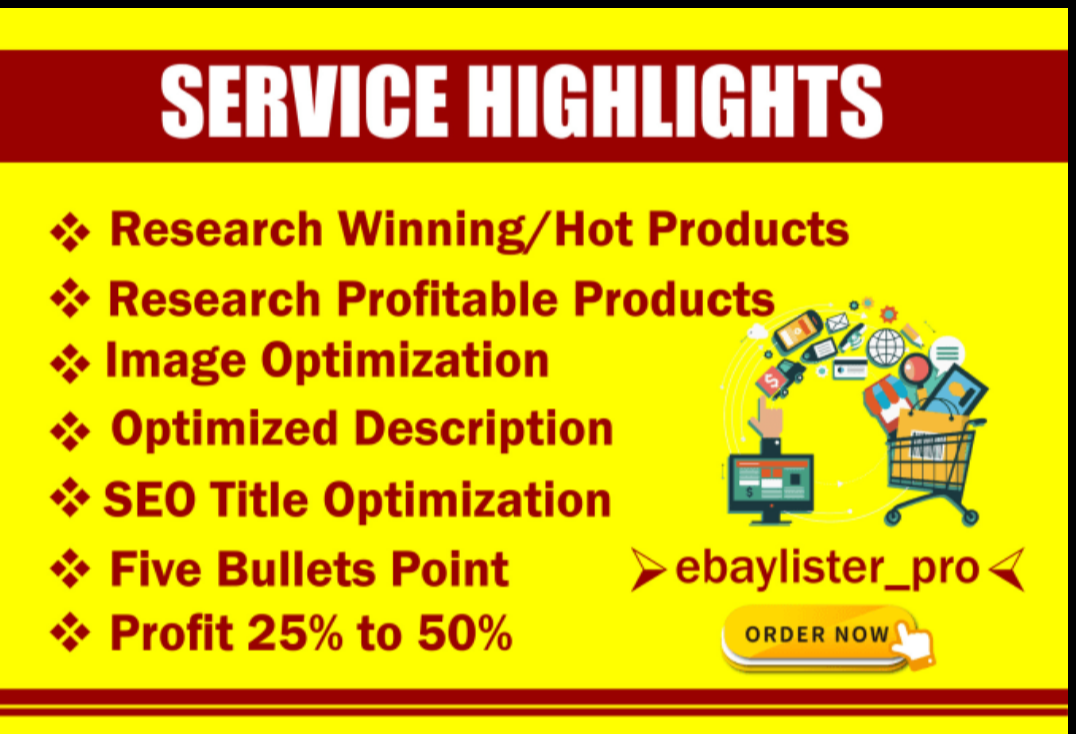 SERVICE HIGHLIGHTS
Research Winning/Hot Products
Research Profitable Products
Image Optimization
Optimized Description
SEO Title Optimization
Five Bullets Point
Profit 25% to 50%
$
$
ebaylister_pro
ORDER NOW